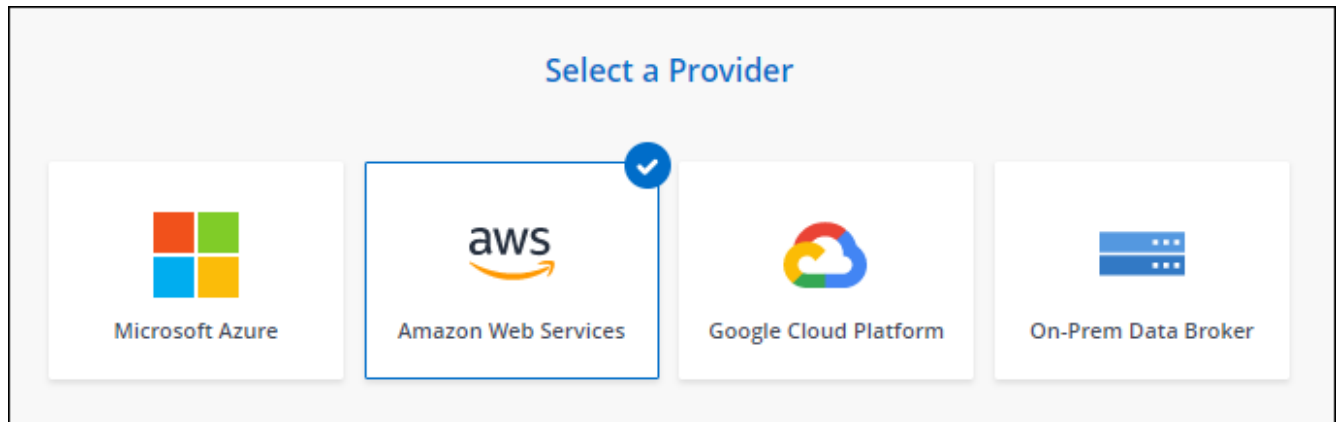 Select a Provider
aws
Microsoft Azure
Amazon Web Services
Google Cloud Platform
On-Prem Data Broker